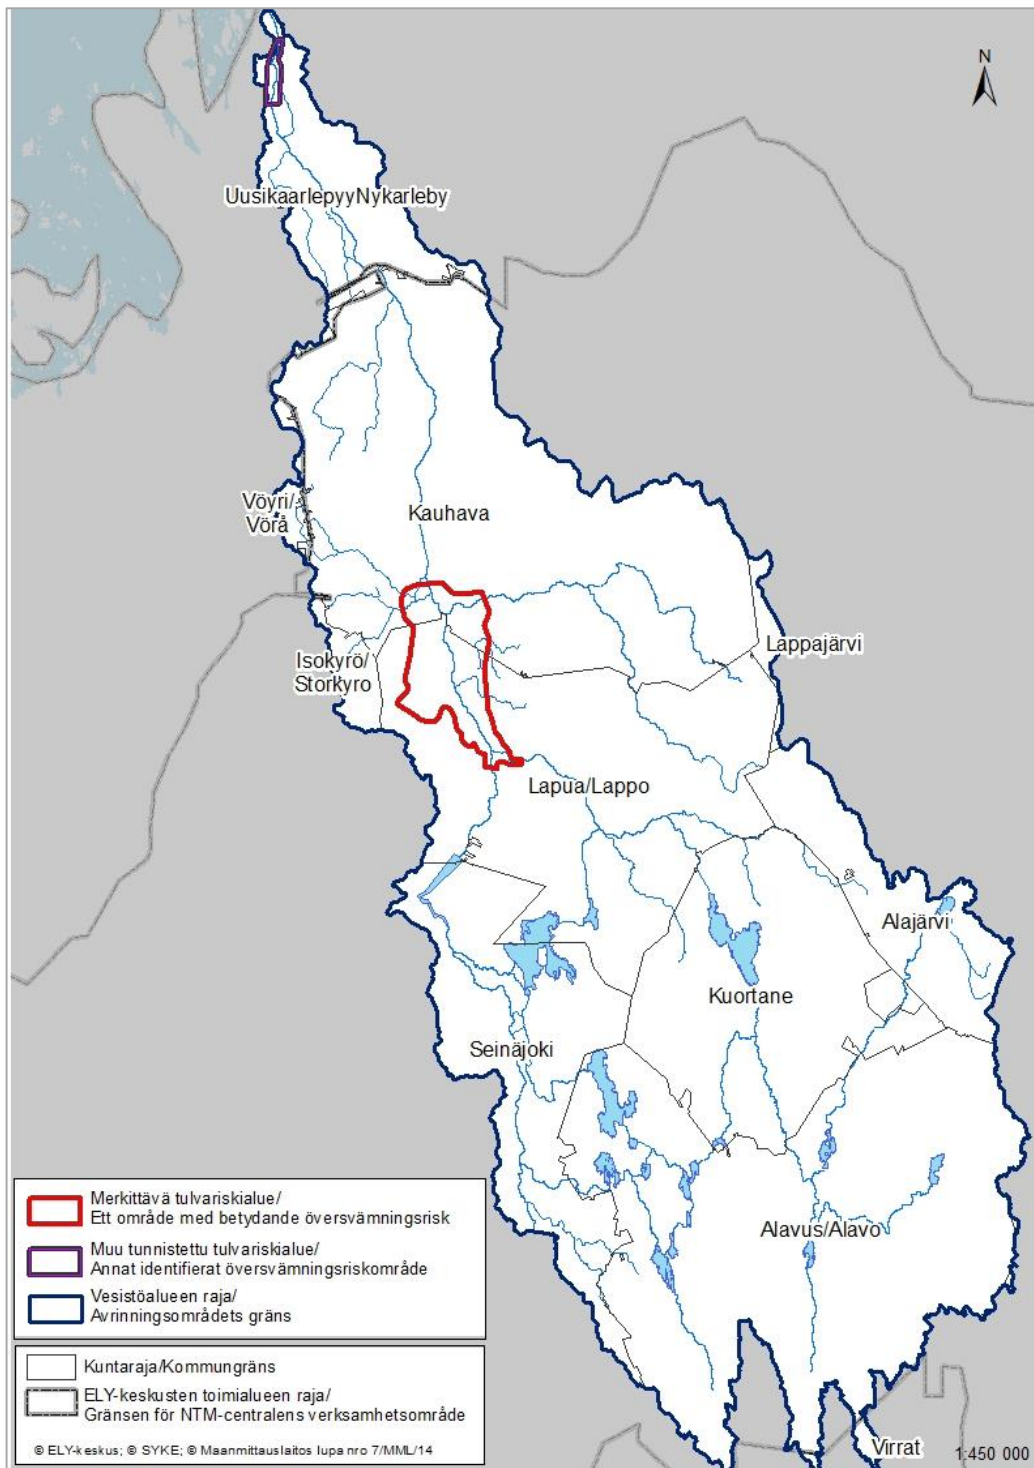 N
UusikaarlepyyNykarleby
Vöyri/
Vörå
Kauhava
Isokyrö/
Storkyro
Lappajärvi
Lapua/Lappo
Alajärvi
Kuortane
Seinäjoki
Alavus/Alavo
Virrat
Merkittävä tulvariskialue/
Ett område med betydande översvämningsrisk
Muu tunnistettu tulvariskialue/
Annat identifierat översvämningsriskområde
Vesistöalueen raja/
Avrinningsområdets gräns
Kuntaraja/Kommungräns
ELY-keskusten toimialueen raja/
Gränsen för NTM-centralens verksamhetsområde
© ELY-keskus; © SYKE; © Maanmittauslaitos lupa nro 7/MML/14
1:450 000